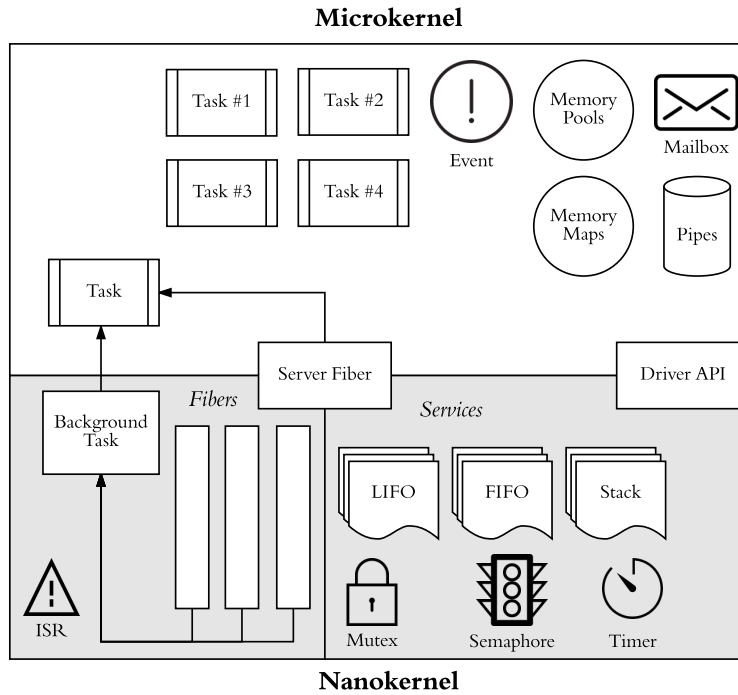 Microkernel
Task #1
Task #2
Event
Memory
Pools
Mailbox
Task #3
Task #4
Memory
Maps
Pipes
Task
Server Fiber
Driver API
Fibers
Services
Background
Task
LIFO
FIFO
Stack
ISR
Mutex
Semaphore
Timer
Nanokernel